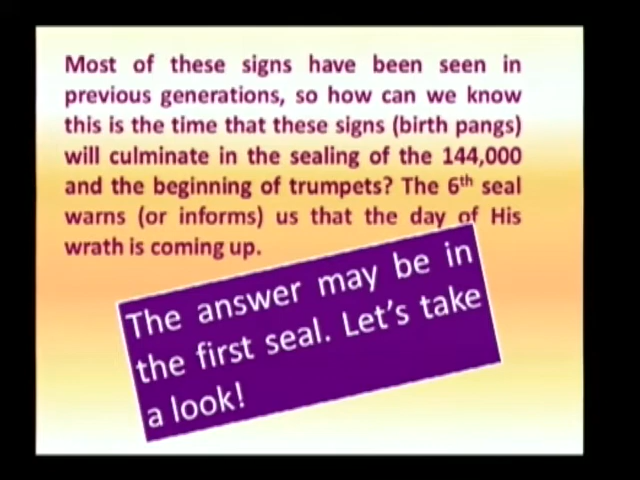 Most of these signs have been seen in
previous generations, so how can we know
this is the time that these signs (birth pangs)
will culminate in the sealing of the 144,000
and the beginning of trumpets? The 6th seal
warns (or informs) us that the day of His
wrath is coming up.
The answer may be in
the first seal. Let's take
a look!